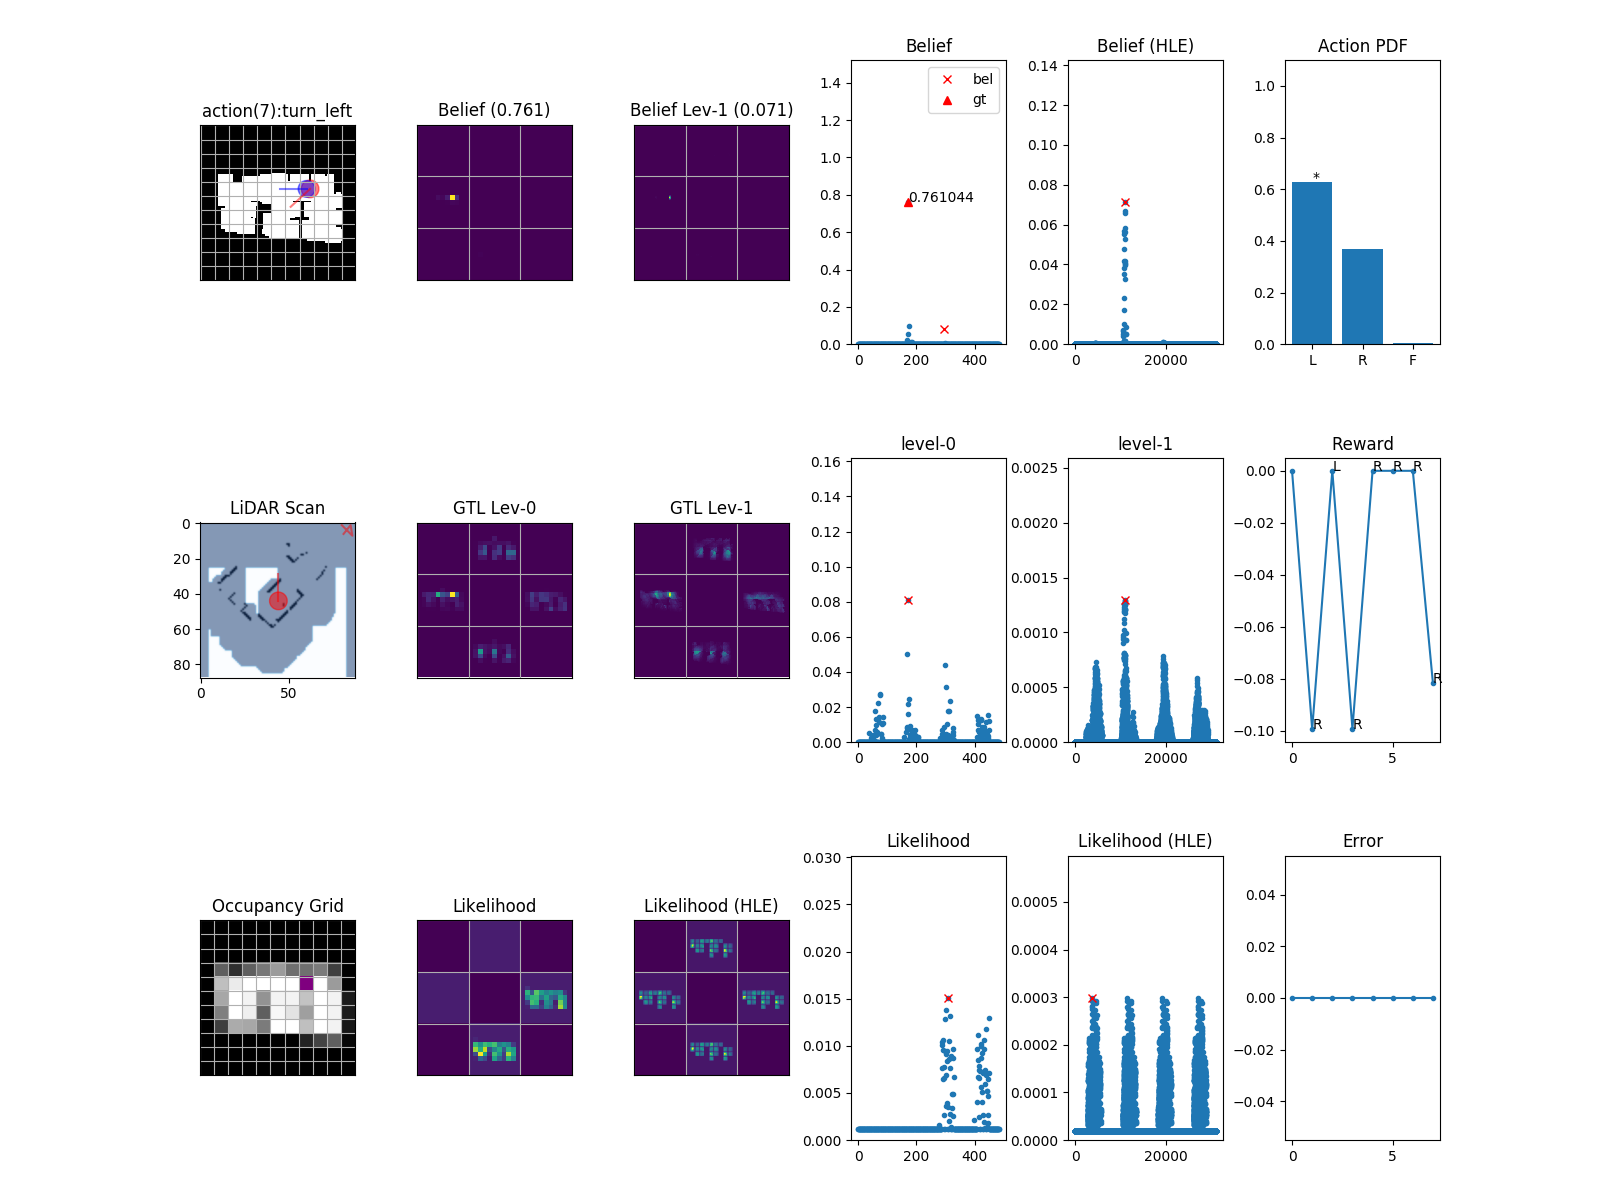 action(7):turn_left
Belief (0.761)
Belief Lev-1 (0.071)
Belief
1.4
1.2
1.0
0.8
0.6
0.4
0.2
0.0
0 200 400
bel
gt
0.761044
Belief (HLE)
0.14
0.12
0.10
0.08
0.06
0.04
0.02
0.00
0 20000
Action PDF
1.0
0.8
0.6
0.4
0.2
0.0
*
L R F
LiDAR Scan
0
20
40
60
80
0 50
GTL Lev-0
GTL Lev-1
level-0
0.16
0.14
0.12
0.10
0.08
0.06
0.04
0.02
0.00
0 200 400
level-1
0.0025
0.0020
0.0015
0.0010
0.0005
0.0000
0 20000
Reward
0.00
−0.02
−0.04
−0.06
−0.08
−0.10
L R R R
R
R R
0 5
Occupancy Grid
Likelihood
Likelihood (HLE)
Likelihood
0.030
0.025
0.020
0.015
0.010
0.005
0.000
0 200 400
Likelihood (HLE)
0.0005
0.0004
0.0003
0.0002
0.0001
0.0000
0 20000
Error
0.04
0.02
0.00
−0.02
−0.04
0 5